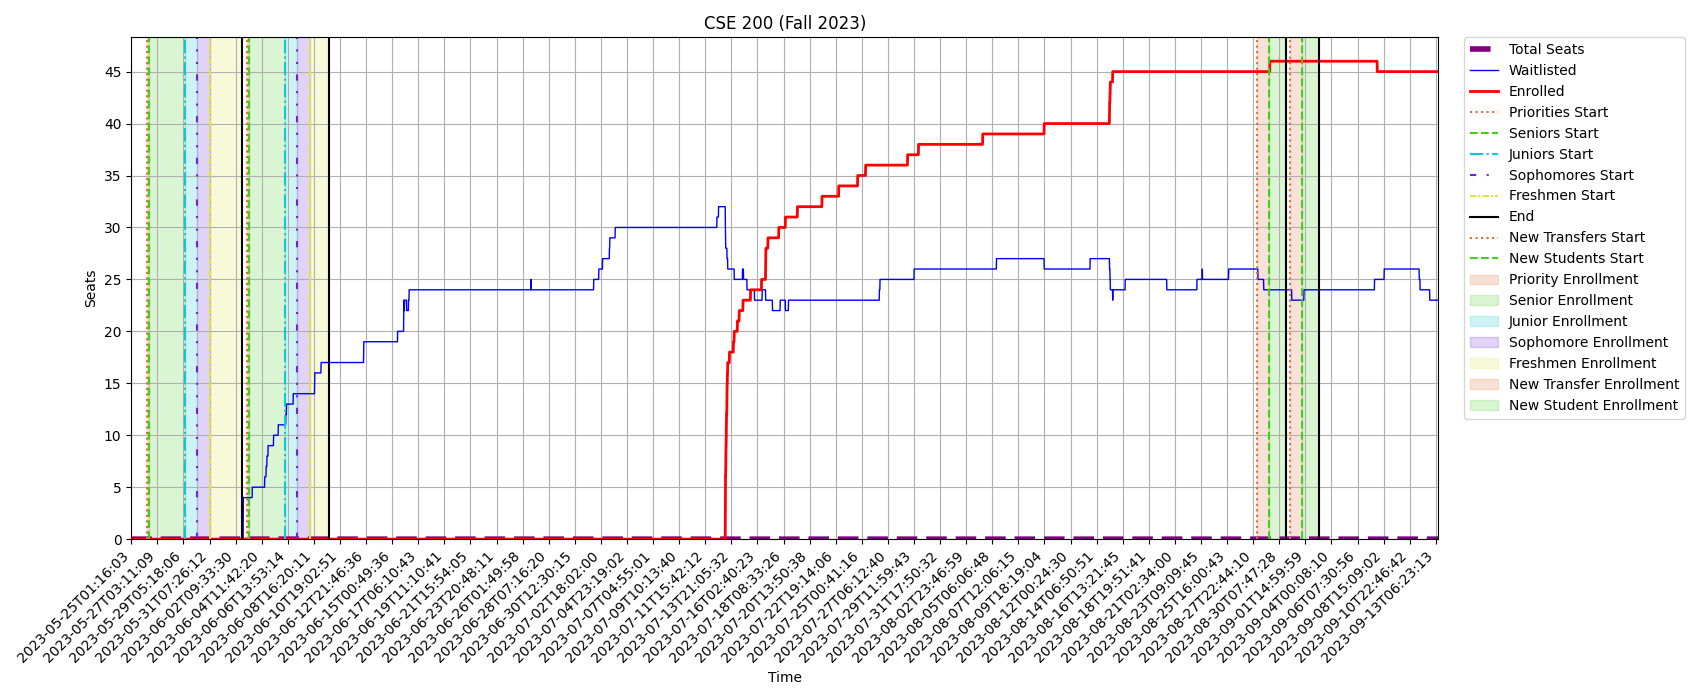 CSE 200 (Fall 2023)
45
40
35
30
25
20
15
10
5
0
Seats
2023-05-25T01:16:03
2023-05-27T03:11:09
2023-05-29T05:18:06
2023-05-31T07:26:12
2023-06-02T09:33:30
2023-06-04T11:42:20
2023-06-06T13:53:14
2023-06-08T16:20:11
2023-06-10T19:02:51
2023-06-12T21:46:36
2023-06-15T00:49:36
2023-06-17T06:10:43
2023-06-19T11:10:41
2023-06-21T15:54:05
2023-06-23T20:48:11
2023-06-26T01:49:58
2023-06-28T07:16:20
2023-06-30T12:30:15
2023-07-02T18:02:00
2023-07-04T23:19:02
2023-07-07T04:55:01
2023-07-09T10:13:40
2023-07-11T15:42:12
2023-07-13T21:05:32
2023-07-16T02:40:23
2023-07-18T08:33:26
2023-07-20T13:50:38
2023-07-22T19:14:06
2023-07-25T00:41:16
2023-07-27T06:12:40
2023-07-29T11:59:43
2023-07-31T17:50:32
2023-08-02T23:46:59
2023-08-05T06:06:48
2023-08-07T12:06:15
2023-08-09T18:19:04
2023-08-12T00:24:30
2023-08-14T06:50:51
2023-08-16T13:21:45
2023-08-18T19:51:41
2023-08-21T02:34:00
2023-08-23T09:09:45
2023-08-25T16:00:43
2023-08-27T22:44:10
2023-08-30T07:47:28
2023-09-01T14:59:59
2023-09-04T00:08:10
2023-09-06T07:30:56
2023-09-08T15:09:02
2023-09-10T22:46:42
2023-09-13T06:23:13
Time
Total Seats
Waitlisted
Enrolled
Priorities Start
Seniors Start
Juniors Start
Sophomores Start
Freshmen Start
End
New Transfers Start
New Students Start
Priority Enrollment
Senior Enrollment
Junior Enrollment
Sophomore Enrollment
Freshmen Enrollment
New Transfer Enrollment
New Student Enrollment